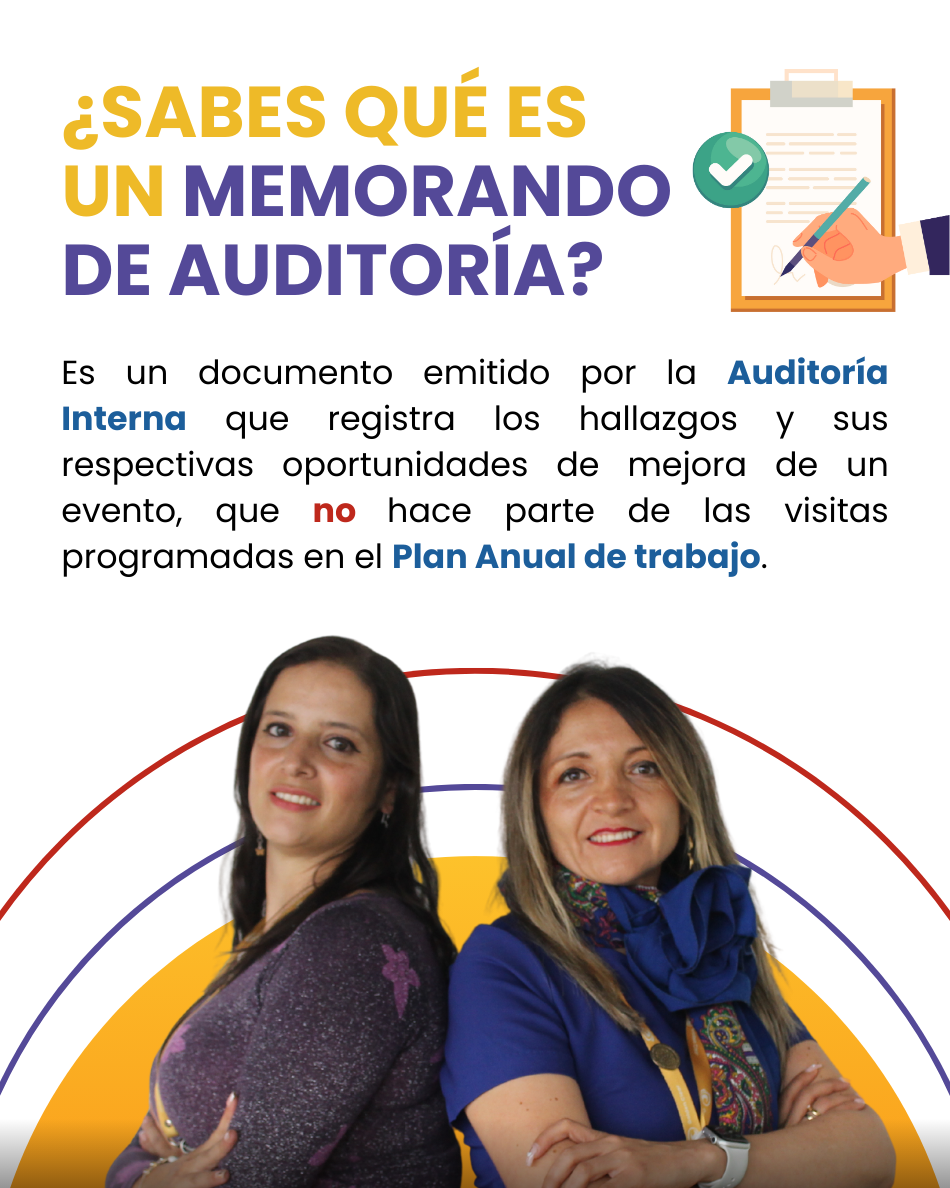 ¿SABES QUÉ ES
UN MEMORANDO
DE AUDITORÍA?
Es un documento emitido por la Auditoría
Interna que registra los hallazgos y sus
respectivas oportunidades de mejora de un
evento, que no hace parte de las visitas
programadas en el Plan Anual de trabajo.